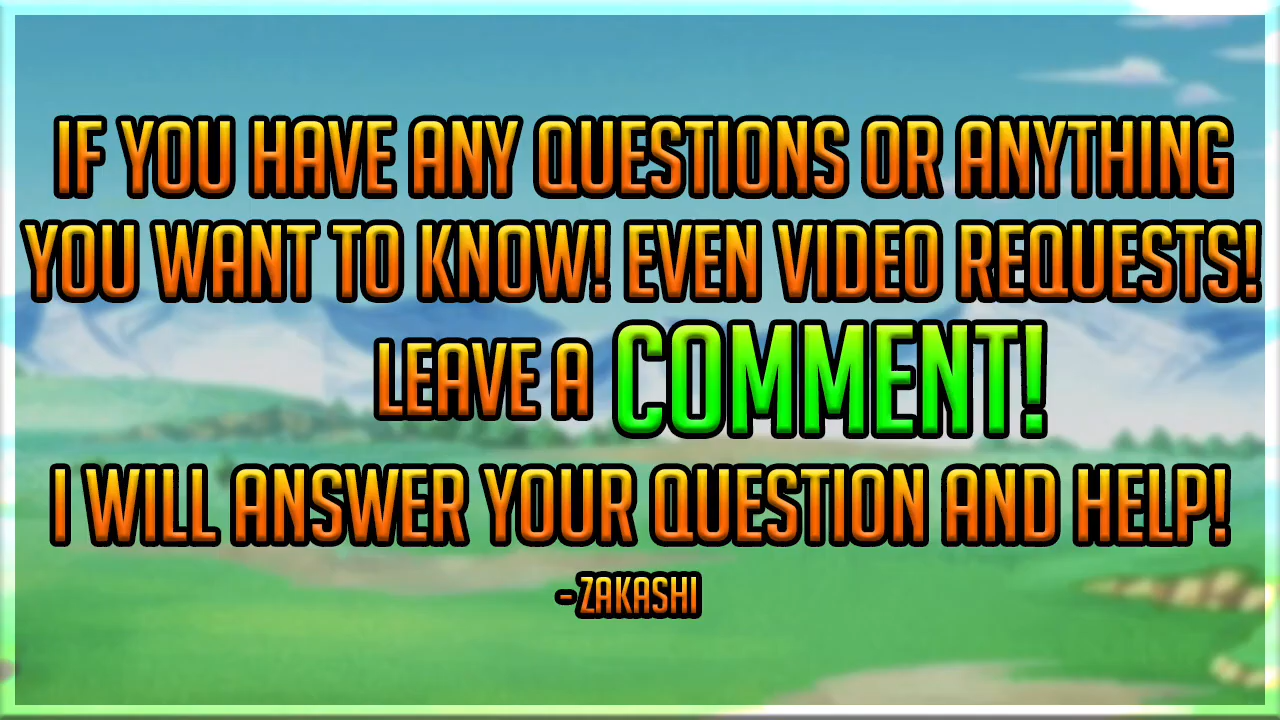 IF YOU HAVE ANY QUESTIONS OR ANYTHING
YOU WANT TO KNOW! EVEN VIDEO REQUESTS!
LEAVE A COMMENT!
I WILL ANSWER YOUR QUESTION AND HELP!
- ZAKASHI